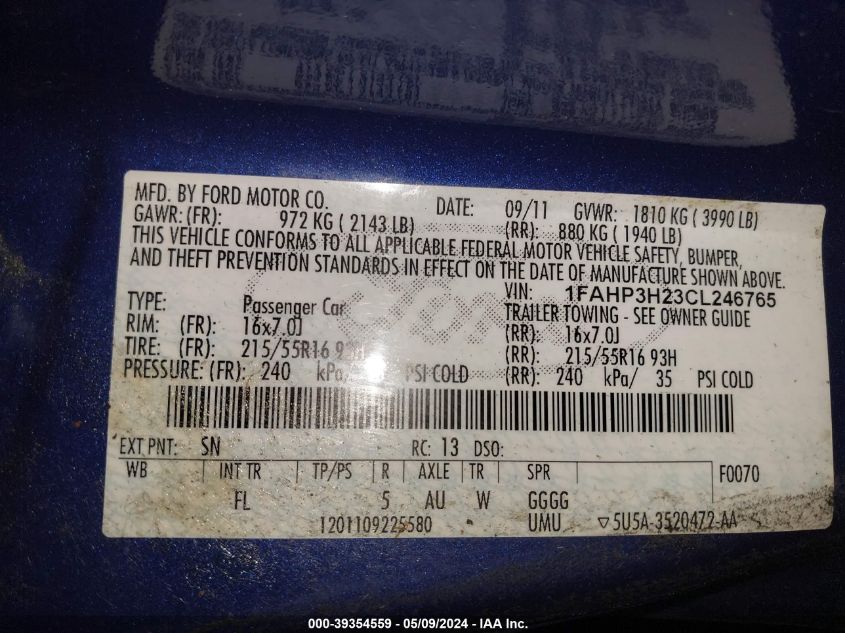 MFD. BY FORD MOTOR CO. DATE: 09/11 GVWR: 1810 KG ( 3990 LB)
GAWR: (FR): 972 KG ( 2143 LB) (RR): 880 KG ( 1940 LB)
THIS VEHICLE CONFORMS TO ALL APPLICABLE FEDERAL MOTOR VEHICLE SAFETY, BUMPER,
AND THEFT PREVENTION STANDARDS IN EFFECT ON THE DATE OF MANUFACTURE SHOWN ABOVE.
VIN: 1FAHP3H23CL246765
TYPE: Passenger Car TRAILER TOWING - SEE OWNER GUIDE
RIM: (FR): 16x7.0J (RR): 16x7.0J
TIRE: (FR): 215/55R16 93H (RR): 215/55R16 93H
PRESSURE: (FR): 240 kPa/ PSI COLD (RR): 240 kPa/ 35 PSI COLD
EXT PNT: SN RC: 13 DSO:
WB INT TR TP/PS R AXLE TR SPR F0070
FL 5 AU W GGGG
1201109225580 UMU ▽5U5A-3520472-AA
Ford
000-39354559 - 05/09/2024 - IAA Inc.